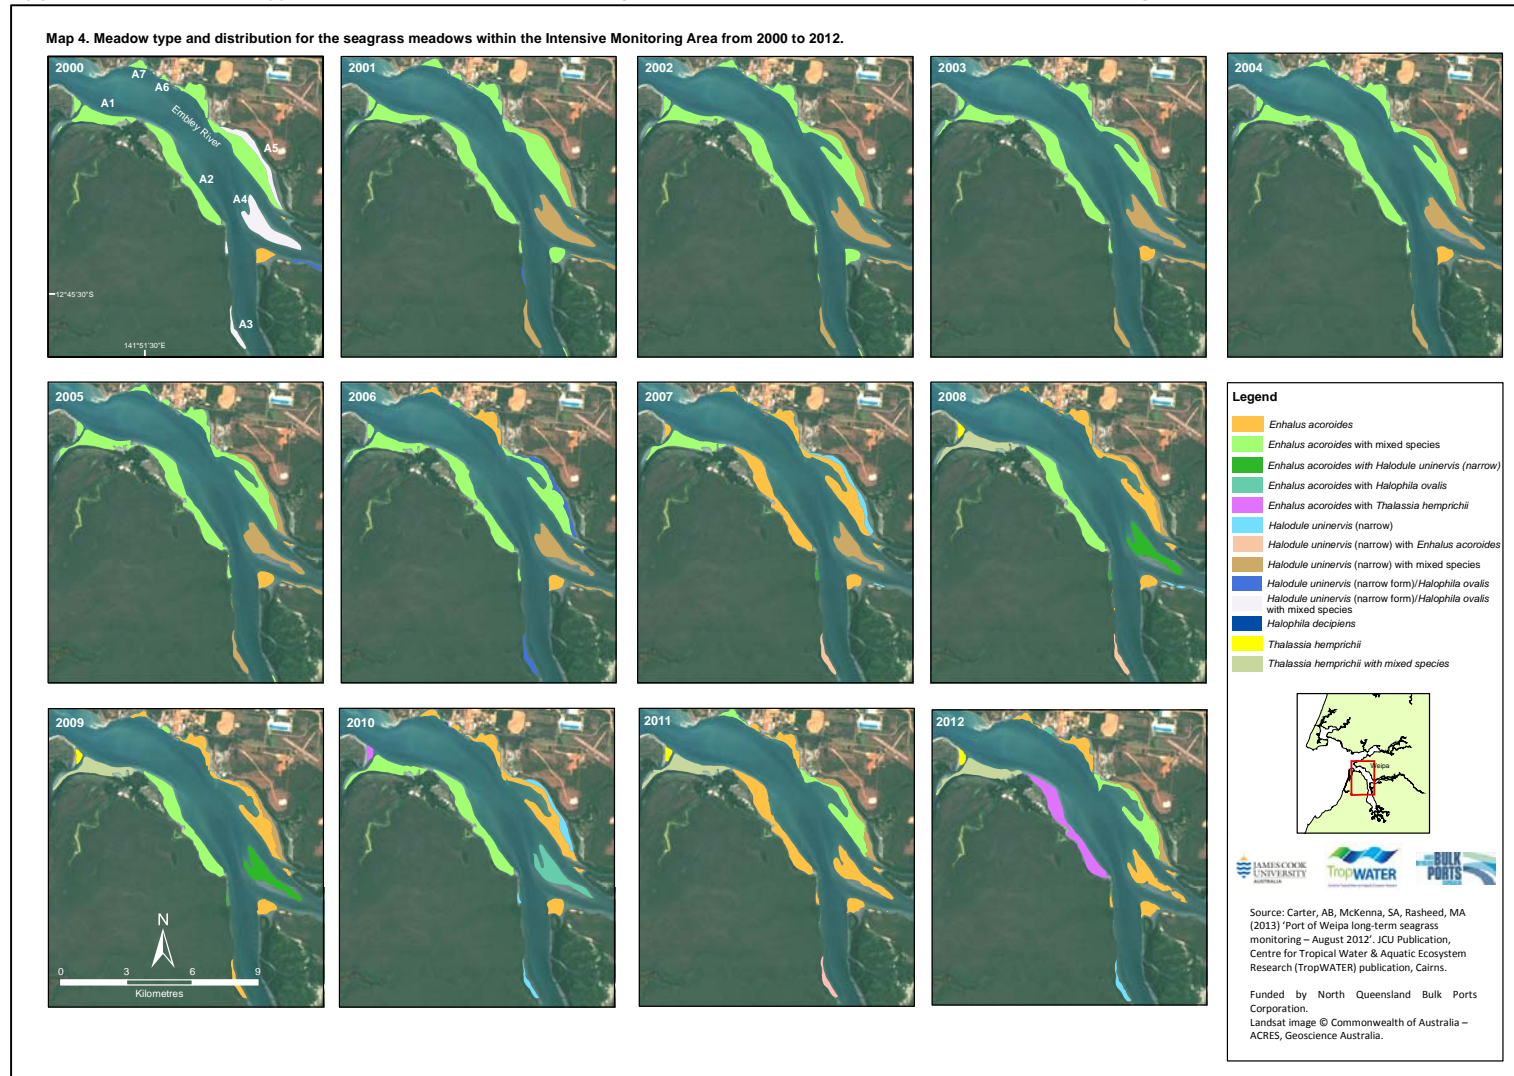 Map 4. Meadow type and distribution for the seagrass meadows within the Intensive Monitoring Area from 2000 to 2012.
2000
A7
A6
A1
Embley River
A5
A2
A4
12°45'30"S
A3
141°51'30"E
2001
2002
2003
2004
2005
2006
2007
2008
2009
N
0 3 6 9
Kilometres
2010
2011
2012
Legend
Enhalus acoroides
Enhalus acoroides with mixed species
Enhalus acoroides with Halodule uninervis (narrow)
Enhalus acoroides with Halophila ovalis
Enhalus acoroides with Thalassia hemprichii
Halodule uninervis (narrow)
Halodule uninervis (narrow) with Enhalus acoroides
Halodule uninervis (narrow) with mixed species
Halodule uninervis (narrow form)/Halophila ovalis
Halodule uninervis (narrow form)/Halophila ovalis
with mixed species
Halophila decipiens
Thalassia hemprichii
Thalassia hemprichii with mixed species
Weipa
JAMES COOK
UNIVERSITY
AUSTRALIA
TropWATER
BULK
PORTS
Source: Carter, AB, McKenna, SA, Rasheed, MA
(2013) ‘Port of Weipa long-term seagrass
monitoring – August 2012’. JCU Publication,
Centre for Tropical Water & Aquatic Ecosystem
Research (TropWATER) publication, Cairns.
Funded by North Queensland Bulk Ports
Corporation.
Landsat image © Commonwealth of Australia –
ACRES, Geoscience Australia.